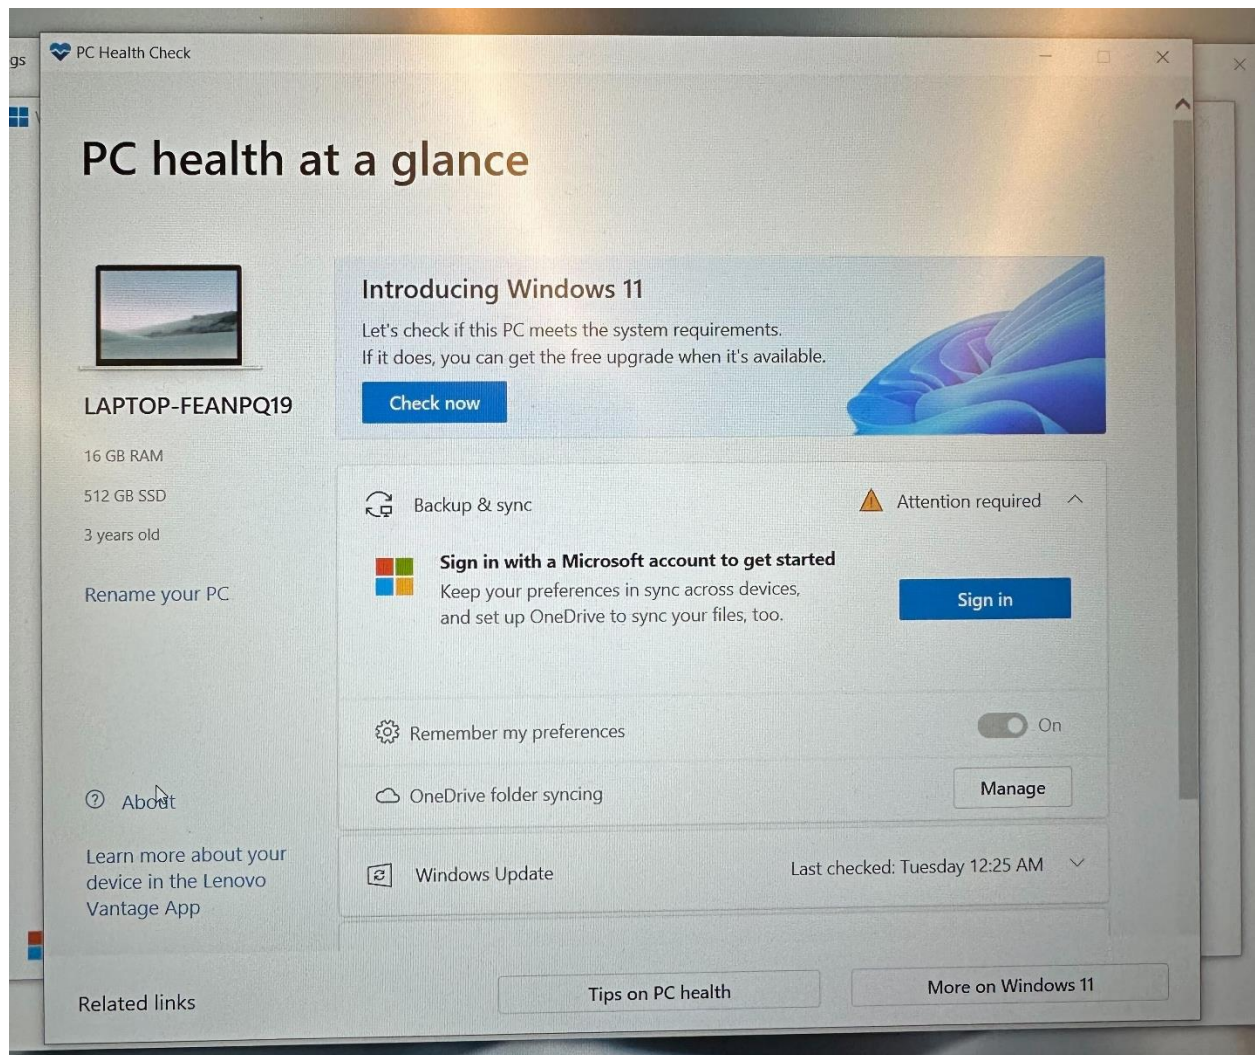 gs
PC Health Check
PC health at a glance
LAPTOP-FEANPQ19
16 GB RAM
512 GB SSD
3 years old
Rename your PC
About
Learn more about your
device in the Lenovo
Vantage App
Introducing Windows 11
Let's check if this PC meets the system requirements.
If it does, you can get the free upgrade when it's available.
Check now
Backup & sync
Attention required
Sign in with a Microsoft account to get started
Keep your preferences in sync across devices,
and set up OneDrive to sync your files, too.
Sign in
Remember my preferences
On
OneDrive folder syncing
Manage
Windows Update
Last checked: Tuesday 12:25 AM
Related links
Tips on PC health
More on Windows 11